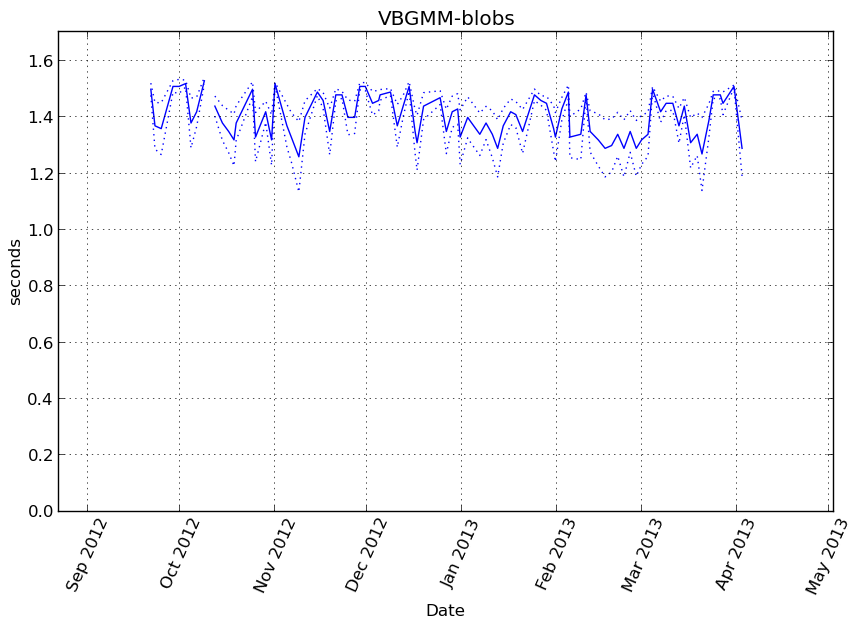 VBGMM-blobs
1.6
1.4
1.2
1.0
0.8
0.6
0.4
0.2
0.0
seconds
Sep 2012
Oct 2012
Nov 2012
Dec 2012
Jan 2013
Feb 2013
Mar 2013
Apr 2013
May 2013
Date